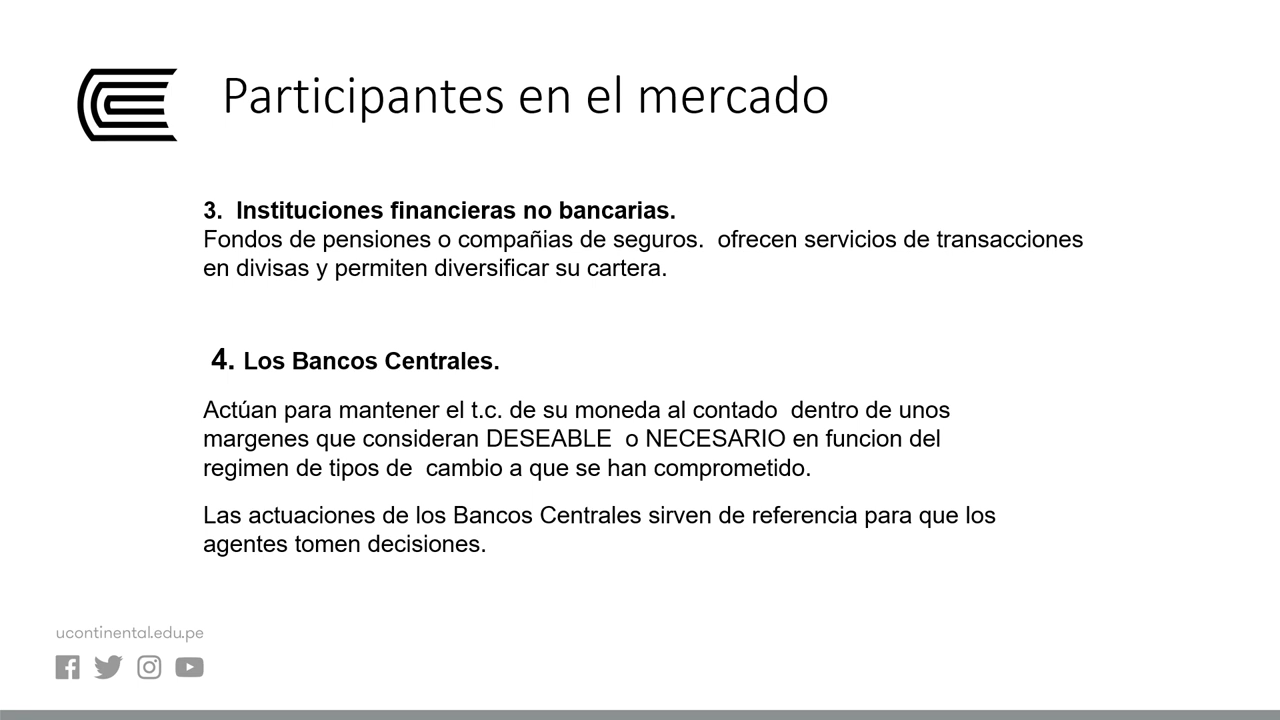 Participantes en el mercado
3. Instituciones financieras no bancarias.
Fondos de pensiones o compañias de seguros. ofrecen servicios de transacciones
en divisas y permiten diversificar su cartera.
4. Los Bancos Centrales.
Actúan para mantener el t.c. de su moneda al contado dentro de unos
margenes que consideran DESEABLE o NECESARIO en funcion del
regimen de tipos de cambio a que se han comprometido.
Las actuaciones de los Bancos Centrales sirven de referencia para que los
agentes tomen decisiones.
ucontinental.edu.pe